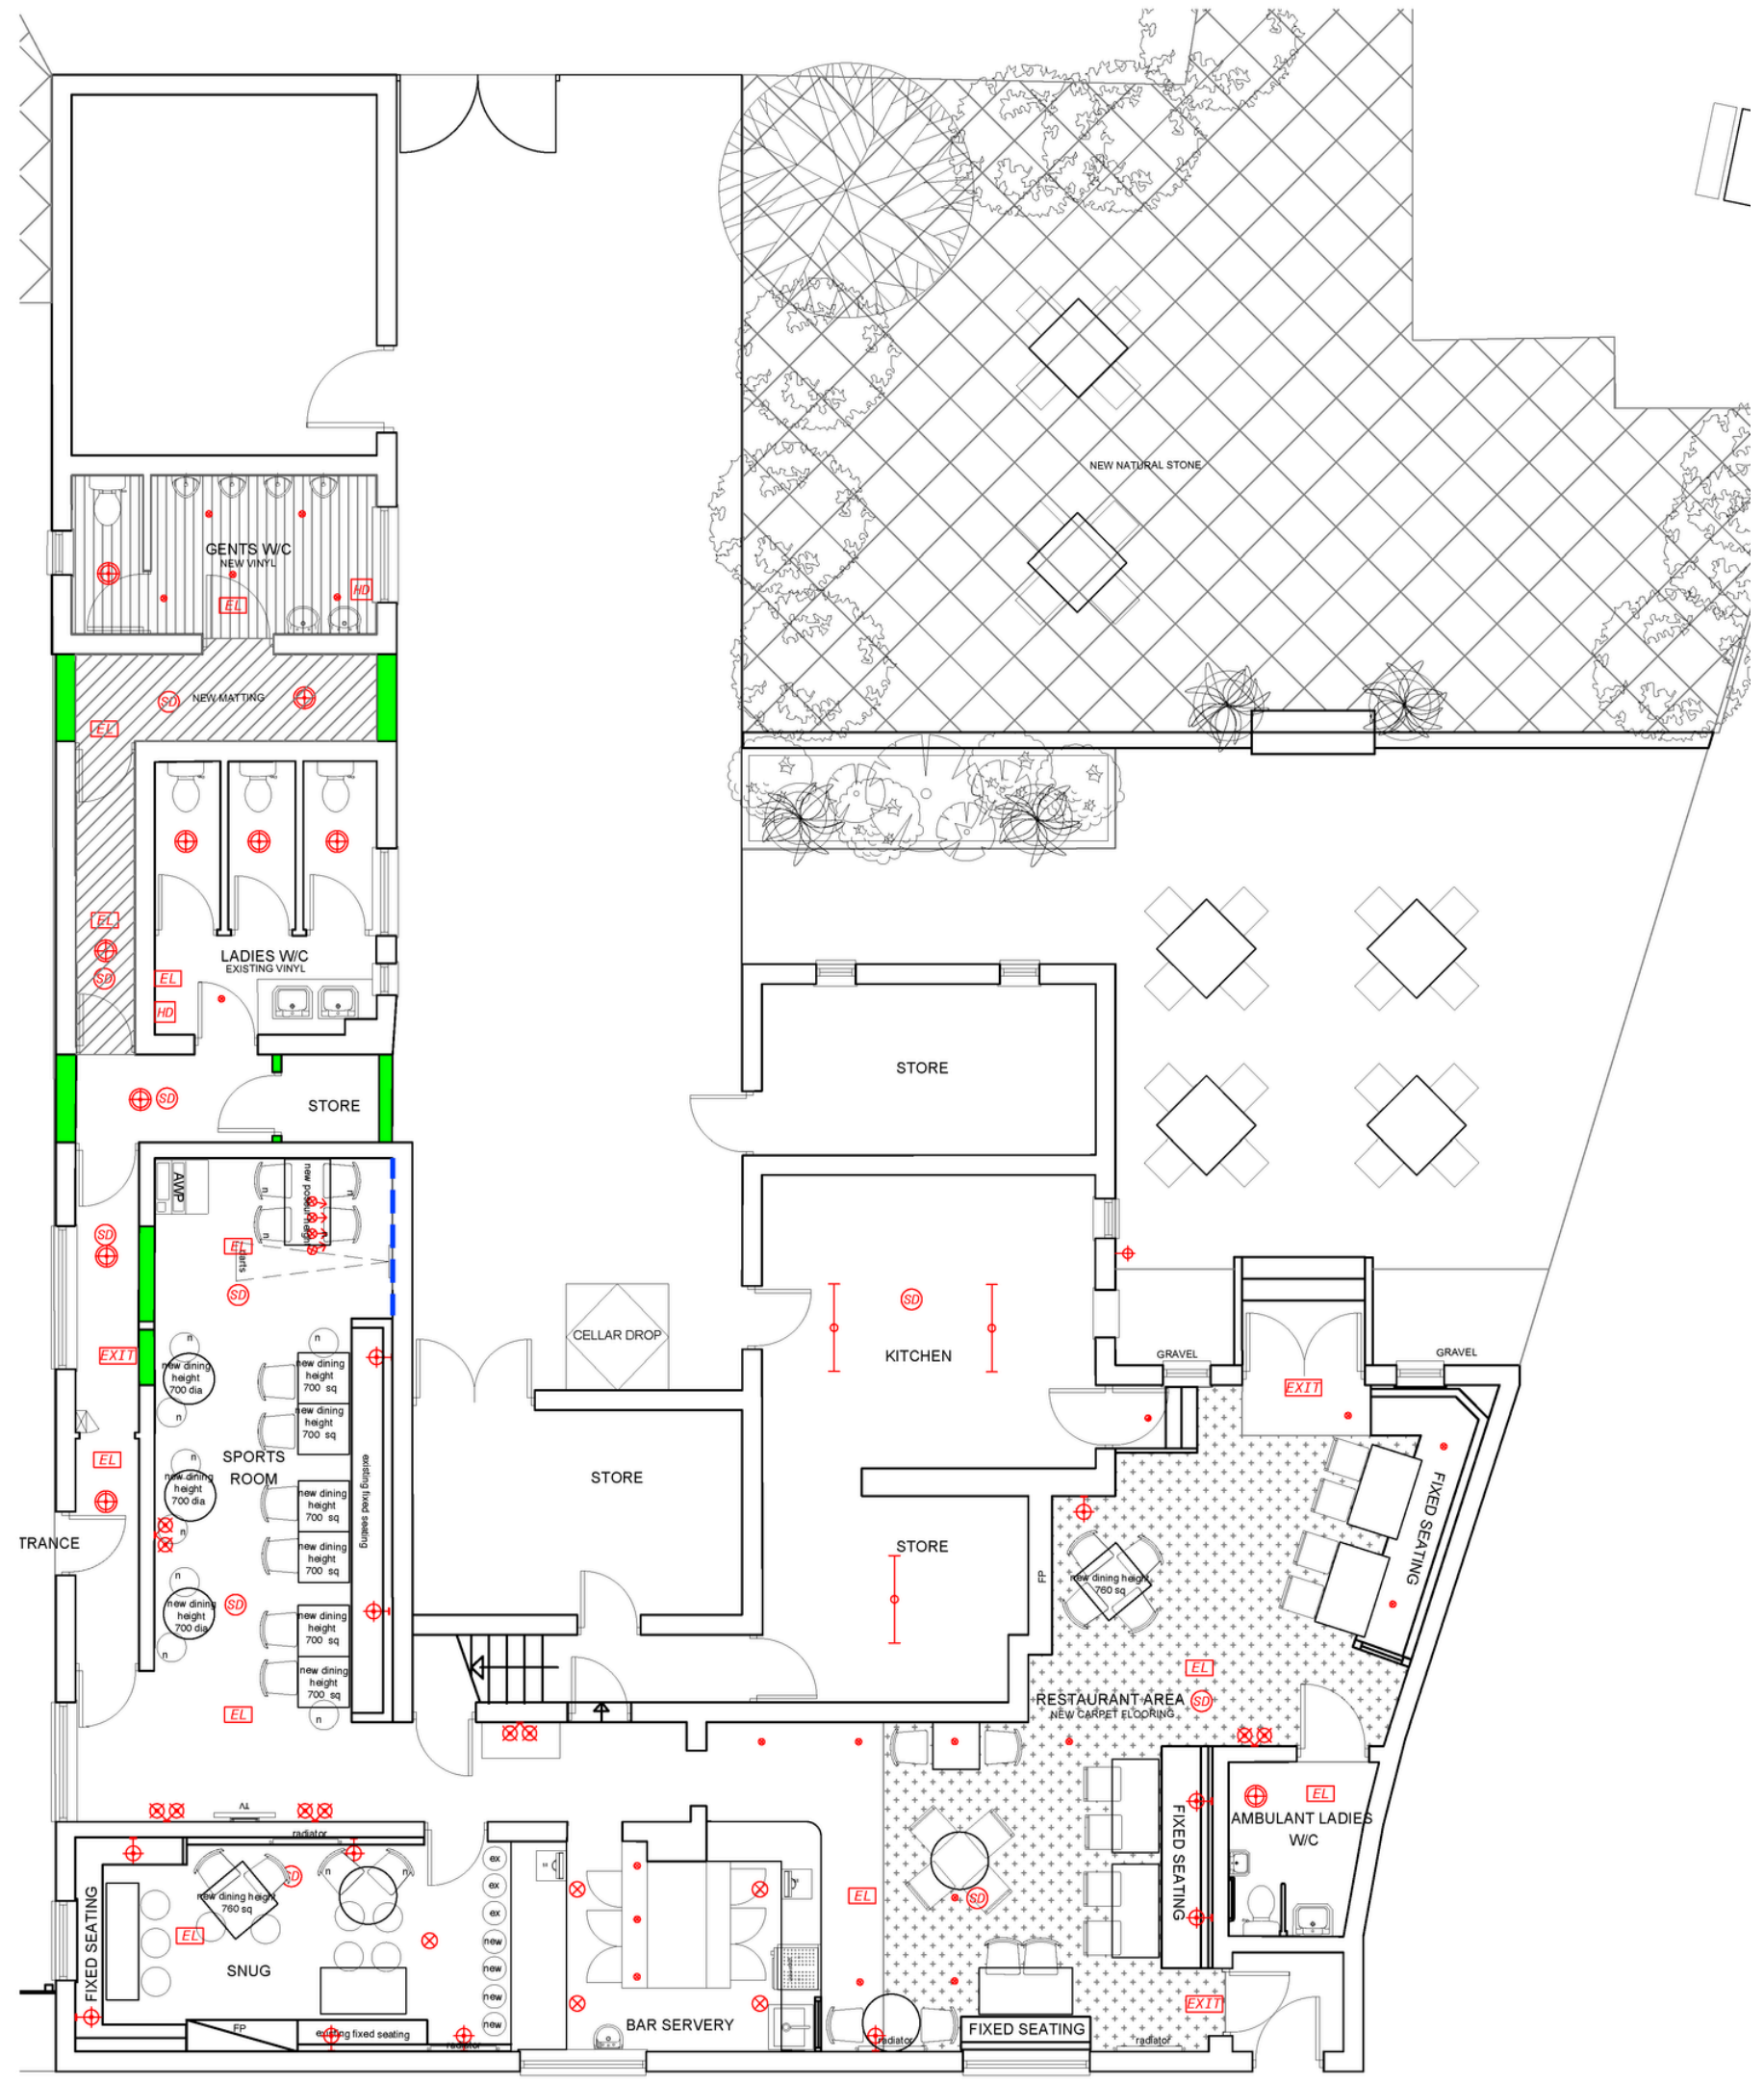 NEW NATURAL STONE
GENTS W/C
NEW VINYL
HD
EL
SD
NEW MATTING
EL
EL
SD
LADIES W/C
EXISTING VINYL
EL
HD
SD
STORE
STORE
AWP
new poseur height
n
n
n
SD
EL
darts
SD
CELLAR DROP
SD
KITCHEN
GRAVEL
GRAVEL
EXIT
EXIT
n
new dining
height
700 dia
n
new dining
height
700 sq
new dining
height
700 sq
EL
SPORTS
ROOM
n
new dining
700 dia
n
existing fixed seating
new dining
height
700 sq
new dining
height
700 sq
STORE
TRANCE
STORE
FP
new dining height
760 sq
FIXED SEATING
n
new dining
height
700 dia
n
SD
new dining
height
700 sq
new dining
height
700 sq
n
EL
EL
RESTAURANT AREA
SD
NEW CARPET FLOORING
TV
radiator
EL
AMBULANT LADIES
W/C
FIXED SEATING
FIXED SEATING
SD
new dining height
760 sq
n
n
EL
SNUG
ex
ex
ex
new
new
new
new
EL
SD
EXIT
FP
existing fixed seating
radiator
BAR SERVERY
radiator
FIXED SEATING
radiator